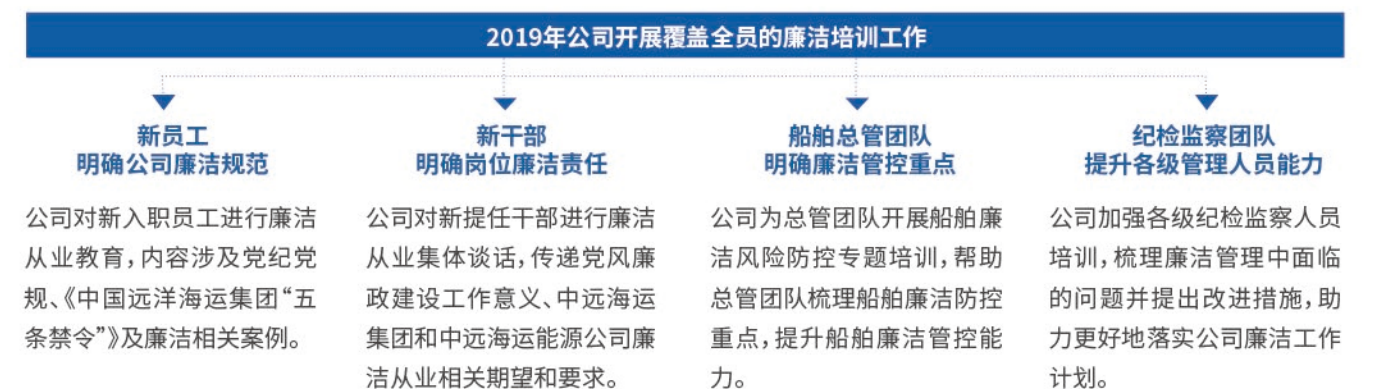 2019年公司开展覆盖全员的廉洁培训工作
新员工
明确公司廉洁规范
公司对新入职员工进行廉洁
从业教育，内容涉及党纪党
规、《中国远洋海运集团“五
条禁令”》及廉洁相关案例。
新干部
明确岗位廉洁责任
公司对新提任干部进行廉洁
从业集体谈话，传递党风廉
政建设工作意义、中远海运
集团和中远海运能源公司廉
洁从业相关期望和要求。
船舶总管团队
明确廉洁管控重点
公司为总管团队开展船舶廉
洁风险防控专题培训，帮助
总管团队梳理船舶廉洁防控
重点，提升船舶廉洁管控能
力。
纪检监察团队
提升各级管理人员能力
公司加强各级纪检监察人员
培训，梳理廉洁管理中面临
的问题并提出改进措施，助
力更好地落实公司廉洁工作
计划。